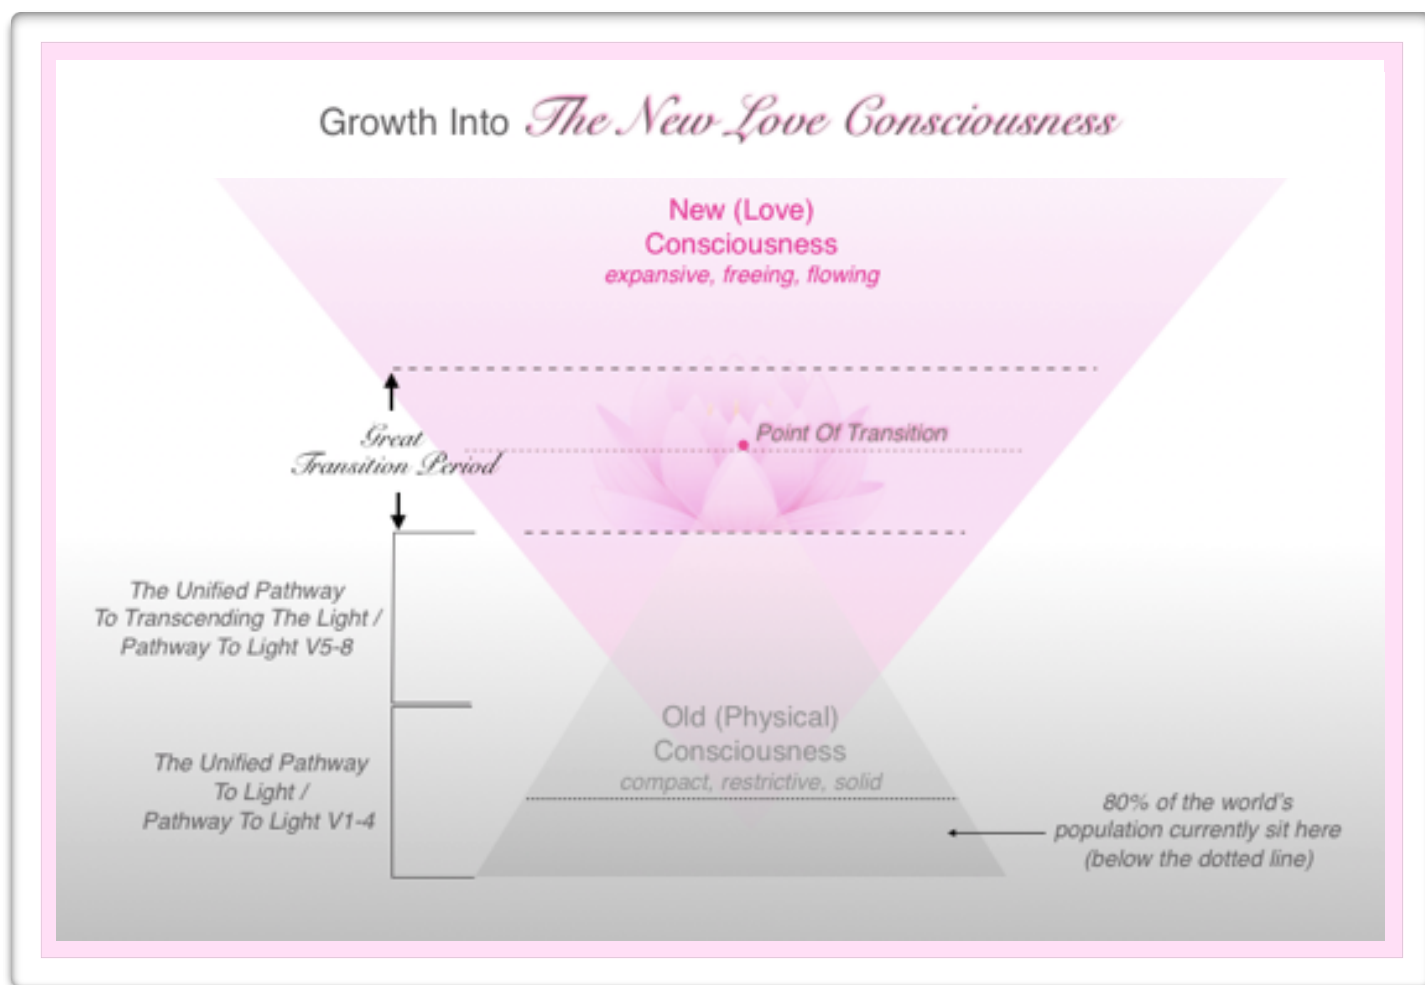 Growth Into The New Love Consciousness
New (Love)
Consciousness
expansive, freeing, flowing
Point Of Transition
Great
Transition Period
The Unified Pathway
To Transcending The Light /
Pathway To Light V5-8
Old (Physical)
Consciousness
compact, restrictive, solid
The Unified Pathway
To Light /
Pathway To Light V1-4
80% of the world's
population currently sit here
(below the dotted line)